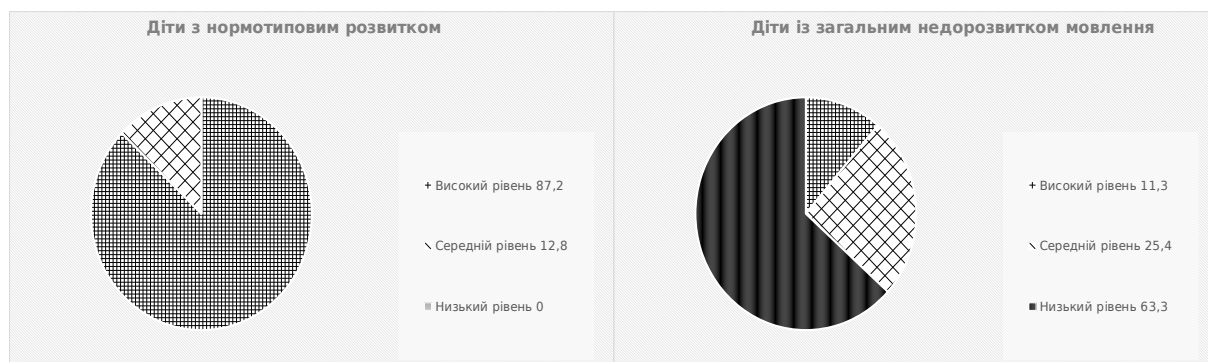 Діти з нормотиповим розвитком
Високий рівень 87,2
Середній рівень 12,8
Низький рівень 0
Діти із загальним недорозвитком мовлення
Високий рівень 11,3
Середній рівень 25,4
Низький рівень 63,3